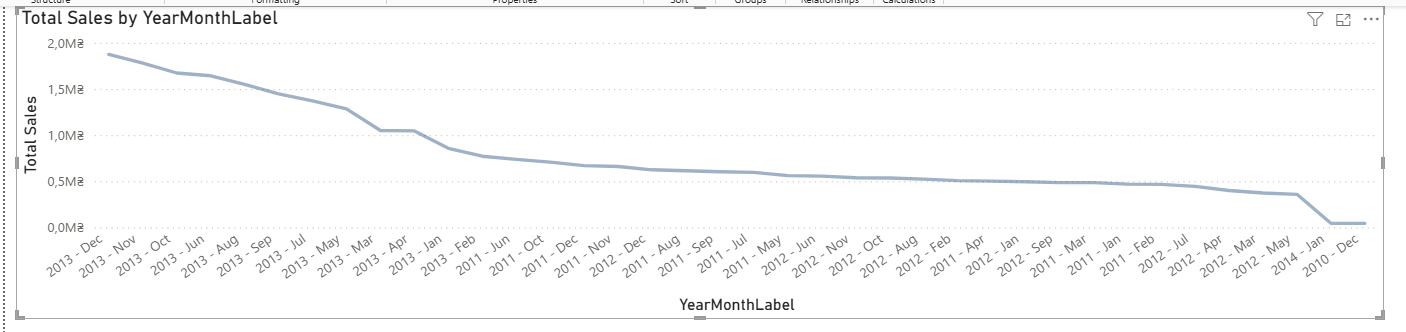 Structure Formatting Properties Sort Groups Relationships Calculations
Total Sales by YearMonthLabel
2,0M₴
1,5M₴
1,0M₴
0,5M₴
0,0M₴
Total Sales
2013 - Dec 2013 - Nov 2013 - Oct 2013 - Jun 2013 - Aug 2013 - Sep 2013 - Jul 2013 - May 2013 - Mar 2013 - Apr 2013 - Jan 2013 - Feb 2011 - Jun 2011 - Oct 2011 - Dec 2011 - Nov 2012 - Dec 2011 - Aug 2011 - Sep 2011 - Jul 2011 - May 2012 - Jun 2012 - Nov 2012 - Oct 2012 - Aug 2012 - Feb 2011 - Apr 2012 - Jan 2012 - Sep 2011 - Mar 2011 - Jan 2011 - Feb 2012 - Jul 2012 - Apr 2012 - Mar 2012 - May 2014 - Jan 2010 - Dec
YearMonthLabel